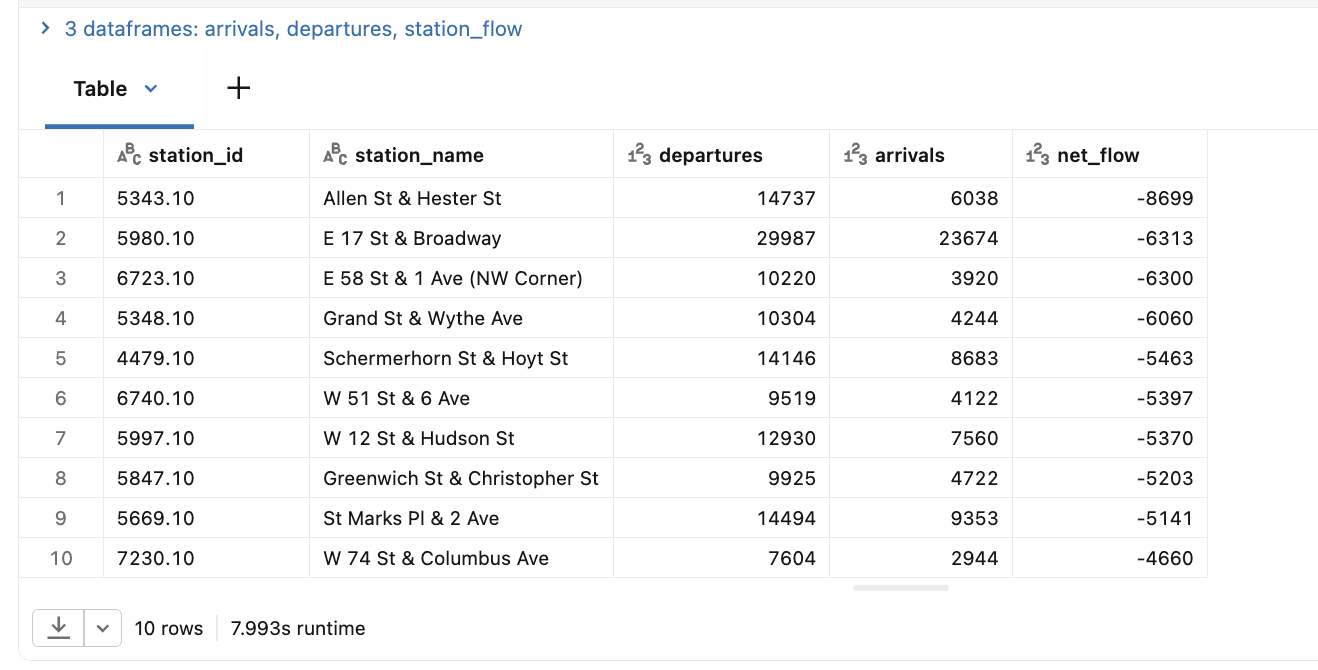 3 dataframes: arrivals, departures, station_flow
Table
station_id station_name departures arrivals net_flow
1 5343.10 Allen St & Hester St 14737 6038 -8699
2 5980.10 E 17 St & Broadway 29987 23674 -6313
3 6723.10 E 58 St & 1 Ave (NW Corner) 10220 3920 -6300
4 5348.10 Grand St & Wythe Ave 10304 4244 -6060
5 4479.10 Schermerhorn St & Hoyt St 14146 8683 -5463
6 6740.10 W 51 St & 6 Ave 9519 4122 -5397
7 5997.10 W 12 St & Hudson St 12930 7560 -5370
8 5847.10 Greenwich St & Christopher St 9925 4722 -5203
9 5669.10 St Marks Pl & 2 Ave 14494 9353 -5141
10 7230.10 W 74 St & Columbus Ave 7604 2944 -4660
10 rows 7.993s runtime